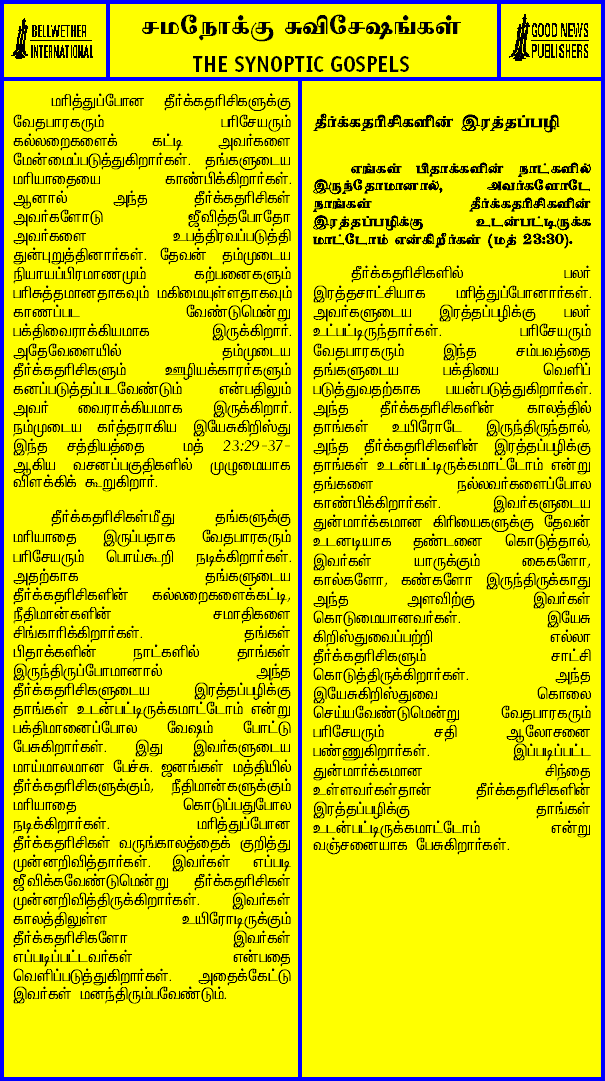 BELLWETHER
INTERNATIONAL
சமநோக்கு சுவிசேஷங்கள்
THE SYNOPTIC GOSPELS
GOOD NEWS
PUBLISHERS
மரித்துப்போன தீர்க்கதரிசிகளுக்கு
வேதபாரகரும் பரிசேயரும்
கல்லறைகளைக் கட்டி அவர்களை
மேன்மைப்படுத்துகிறார்கள். தங்களுடைய
மரியாதையை காண்பிக்கிறார்கள்.
ஆனால் அந்த தீர்க்கதரிசிகள்
அவர்களோடு ஜீவித்தபோதோ
அவர்களை உபத்திரவப்படுத்தி
துன்புறுத்தினார்கள். தேவன் தம்முடைய
நியாயப்பிரமாணமும் கற்பனைகளும்
பரிசுத்தமானதாகவும் மகிமையுள்ளதாகவும்
காணப்பட வேண்டுமென்று
பக்திவைராக்கியமாக இருக்கிறார்.
அதேவேளையில் தம்முடைய
தீர்க்கதரிசிகளும் ஊழியக்காரர்களும்
கனப்படுத்தப்படவேண்டும் என்பதிலும்
அவர் வைராக்கியமாக இருக்கிறார்.
நம்முடைய கர்த்தராகிய இயேசுகிறிஸ்து
இந்த சத்தியத்தை மத் 23:29-37-
ஆகிய வசனப்பகுதிகளில் முழுமையாக
விளக்கிக் கூறுகிறார்.
தீர்க்கதரிசிகள்மீது தங்களுக்கு
மரியாதை இருப்பதாக வேதபாரகரும்
பரிசேயரும் பொய்கூறி நடிக்கிறார்கள்.
அதற்காக தங்களுடைய
தீர்க்கதரிசிகளின் கல்லறைகளைக்கட்டி,
நீதிமான்களின் சமாதிகளை
சிங்காரிக்கிறார்கள். தங்கள்
பிதாக்களின் நாட்களில் தாங்கள்
இருந்திருப்போமானால் அந்த
தீர்க்கதரிசிகளுடைய இரத்தப்பழிக்கு
தாங்கள் உடன்பட்டிருக்கமாட்டோம் என்று
பக்திமானைப்போல வேஷம் போட்டு
பேசுகிறார்கள். இது இவர்களுடைய
மாய்மாலமான பேச்சு. ஜனங்கள் மத்தியில்
தீர்க்கதரிசிகளுக்கும், நீதிமான்களுக்கும்
மரியாதை கொடுப்பதுபோல
நடிக்கிறார்கள். மரித்துப்போன
தீர்க்கதரிசிகள் வருங்காலத்தைக் குறித்து
முன்னறிவித்தார்கள். இவர்கள் எப்படி
ஜீவிக்கவேண்டுமென்று தீர்க்கதரிசிகள்
முன்னறிவித்திருக்கிறார்கள். இவர்கள்
காலத்திலுள்ள உயிரோடிருக்கும்
தீர்க்கதரிசிகளோ இவர்கள்
எப்படிப்பட்டவர்கள் என்பதை
வெளிப்படுத்துகிறார்கள். அதைக்கேட்டு
இவர்கள் மனந்திரும்பவேண்டும்.
தீர்க்கதரிசிகளின் இரத்தப்பழி
எங்கள் பிதாக்களின் நாட்களில்
இருந்தோமானால், அவர்களோடே
நாங்கள் தீர்க்கதரிசிகளின்
இரத்தப்பழிக்கு உடன்பட்டிருக்க
மாட்டோம் என்கிறீர்கள் (மத் 23:30).
தீர்க்கதரிசிகளில் பலர்
இரத்தசாட்சியாக மரித்துப்போனார்கள்.
அவர்களுடைய இரத்தப்பழிக்கு பலர்
உட்பட்டிருந்தார்கள். பரிசேயரும்
வேதபாரகரும் இந்த சம்பவத்தை
தங்களுடைய பக்தியை வெளிப்
படுத்துவதற்காக பயன்படுத்துகிறார்கள்.
அந்த தீர்க்கதரிசிகளின் காலத்தில்
தாங்கள் உயிரோடே இருந்திருந்தால்,
அந்த தீர்க்கதரிசிகளின் இரத்தப்பழிக்கு
தாங்கள் உடன்பட்டிருக்கமாட்டோம் என்று
தங்களை நல்லவர்களைப்போல
காண்பிக்கிறார்கள். இவர்களுடைய
துன்மார்க்கமான கிரியைகளுக்கு தேவன்
உடனடியாக தண்டனை கொடுத்தால்,
இவர்கள் யாருக்கும் கைகளோ,
கால்களோ, கண்களோ இருந்திருக்காது
அந்த அளவிற்கு இவர்கள்
கொடுமையானவர்கள். இயேசு
கிறிஸ்துவைப்பற்றி எல்லா
தீர்க்கதரிசிகளும் சாட்சி
கொடுத்திருக்கிறார்கள். அந்த
இயேசுகிறிஸ்துவை கொலை
செய்யவேண்டுமென்று வேதபாரகரும்
பரிசேயரும் சதி ஆலோசனை
பண்ணுகிறார்கள். இப்படிப்பட்ட
துன்மார்க்கமான சிந்தை
உள்ளவர்கள்தான் தீர்க்கதரிசிகளின்
இரத்தப்பழிக்கு தாங்கள்
உடன்பட்டிருக்கமாட்டோம் என்று
வஞ்சனையாக பேசுகிறார்கள்.